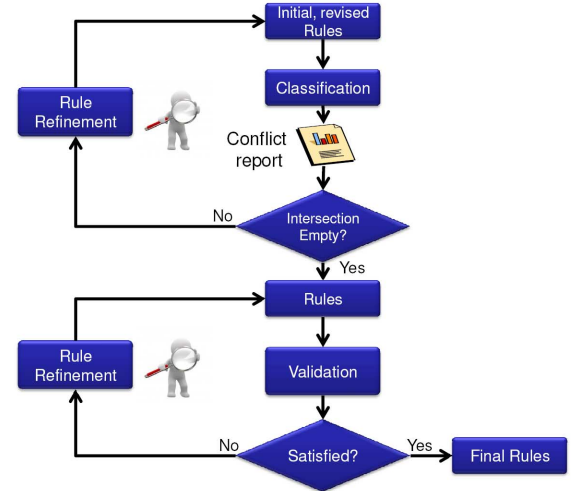 Initial, revised
Rules
Classification
Rule
Refinement
Conflict
report
No
Intersection
Empty?
Yes
Rules
Rule
Refinement
Validation
No
Satisfied?
Yes
Final Rules